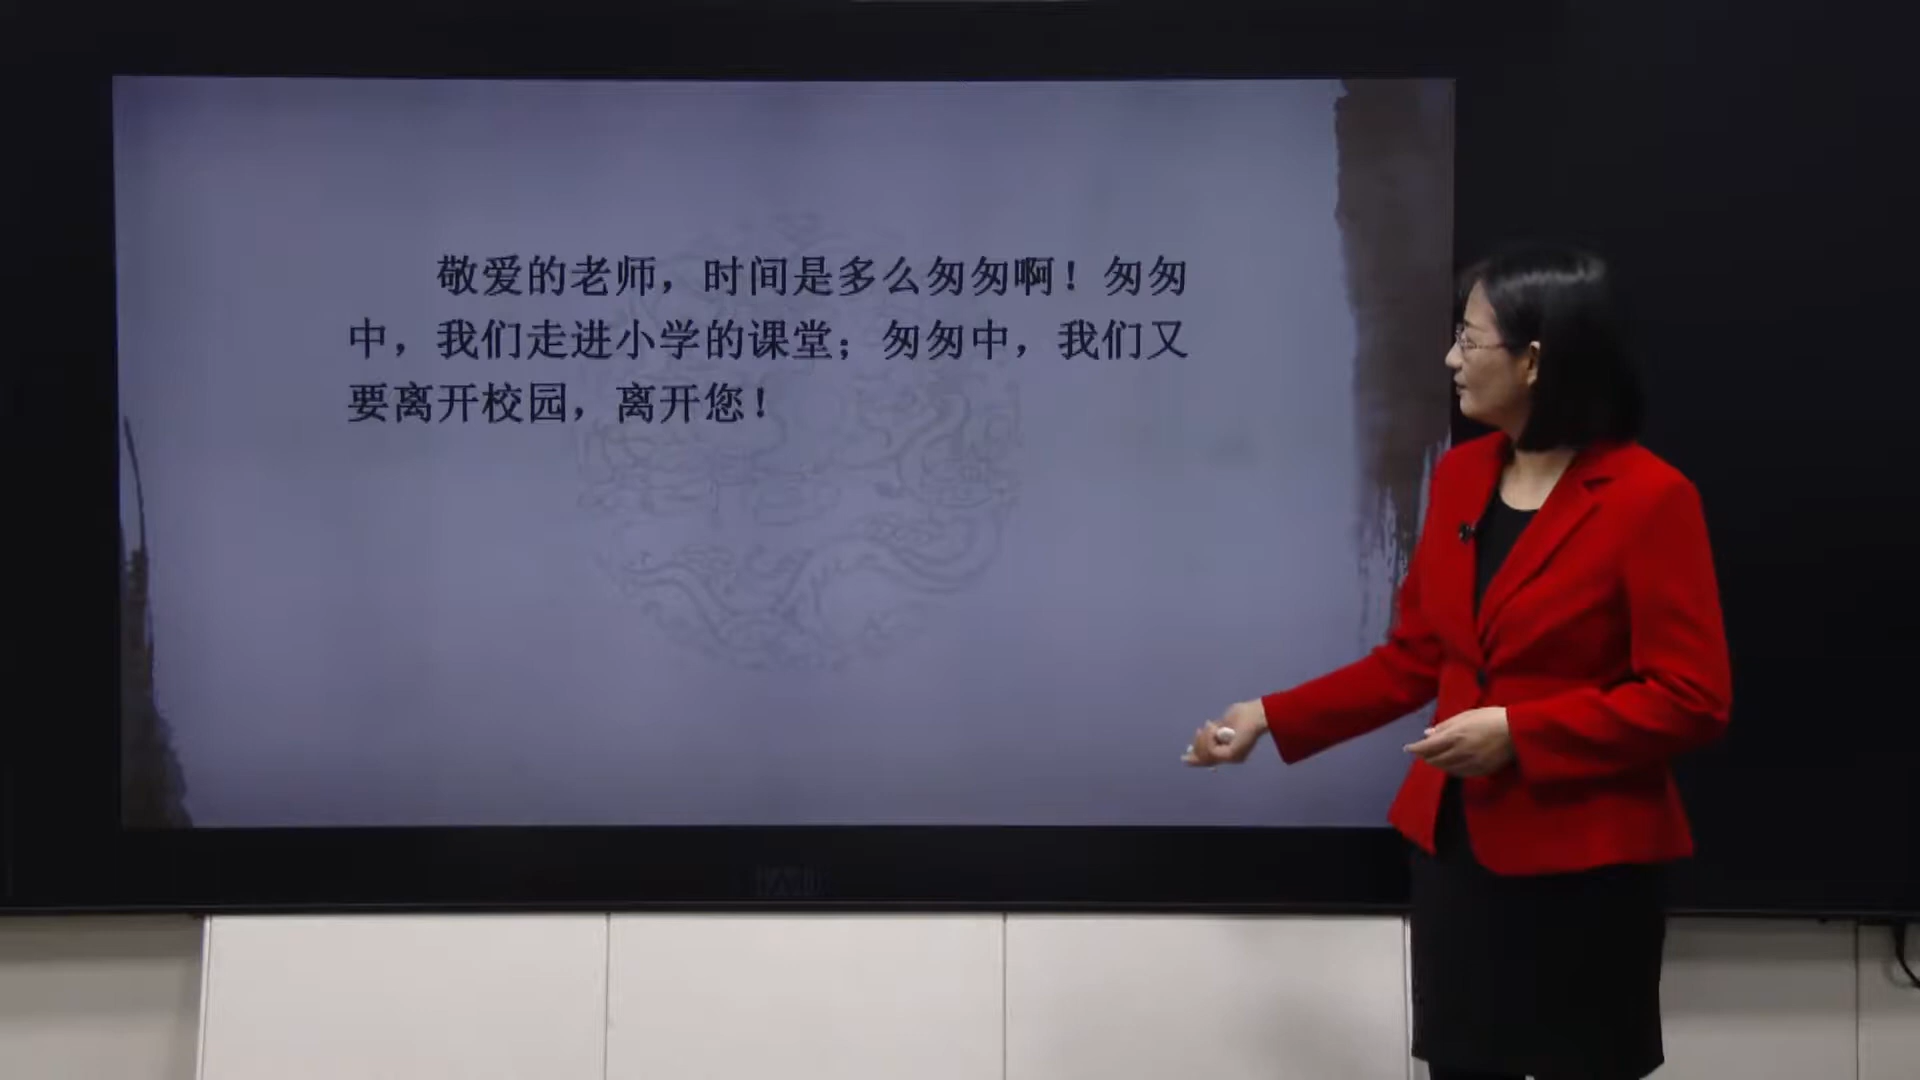 敬爱的老师，时间是多么匆匆啊！匆匆
中，我们走进小学的课堂；匆匆中，我们又
要离开校园，离开您！